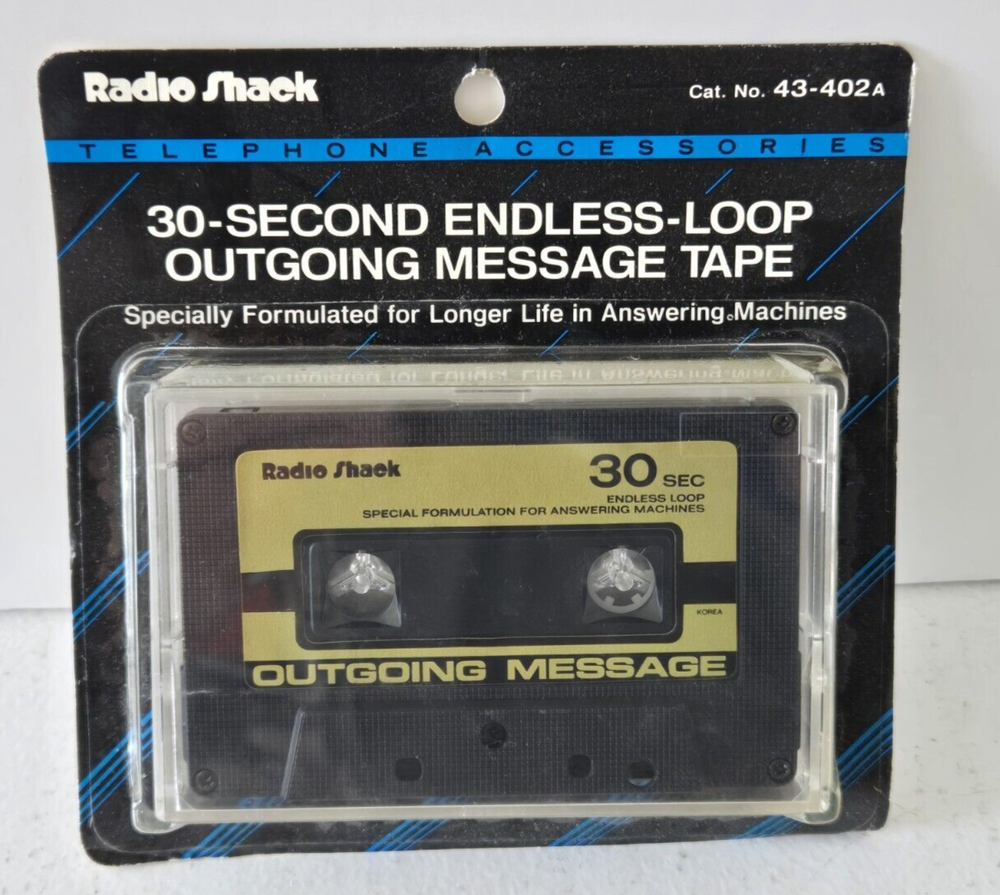 Radio Shack
Cat. No. 43-402A
TELEPHONE ACCESSORIES
30-SECOND ENDLESS-LOOP
OUTGOING MESSAGE TAPE
Specially Formulated for Longer Life in Answering Machines
Radio Shack
30 SEC
ENDLESS LOOP
SPECIAL FORMULATION FOR ANSWERING MACHINES
KOREA
OUTGOING MESSAGE